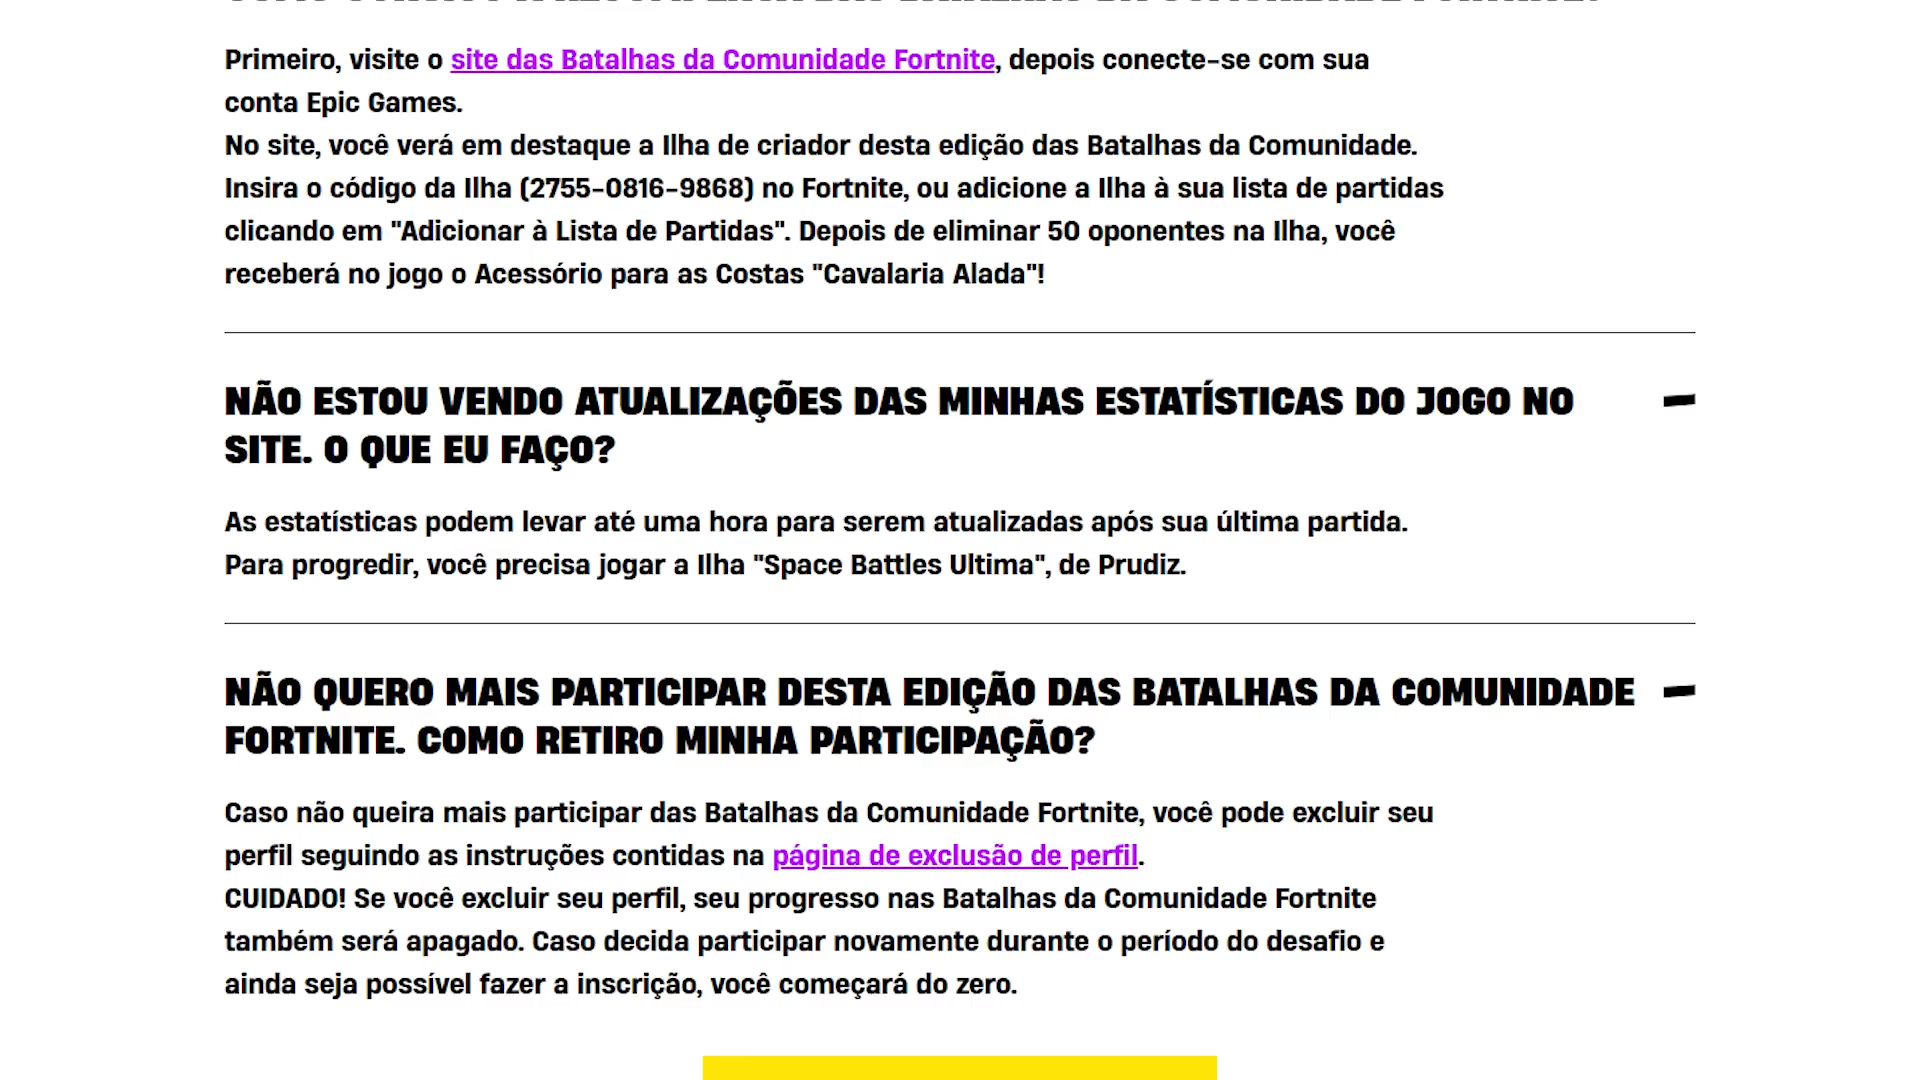 Primeiro, visite o site das Batalhas da Comunidade Fortnite, depois conecte-se com sua
conta Epic Games.
No site, você verá em destaque a Ilha de criador desta edição das Batalhas da Comunidade.
Insira o código da Ilha (2755-0816-9868) no Fortnite, ou adicione a Ilha à sua lista de partidas
clicando em "Adicionar à Lista de Partidas". Depois de eliminar 50 oponentes na Ilha, você
receberá no jogo o Acessório para as Costas "Cavalaria Alada"!
NÃO ESTOU VENDO ATUALIZAÇÕES DAS MINHAS ESTATÍSTICAS DO JOGO NO
SITE. O QUE EU FAÇO?
As estatísticas podem levar até uma hora para serem atualizadas após sua última partida.
Para progredir, você precisa jogar a Ilha "Space Battles Ultima", de Prudiz.
NÃO QUERO MAIS PARTICIPAR DESTA EDIÇÃO DAS BATALHAS DA COMUNIDADE
FORTNITE. COMO RETIRO MINHA PARTICIPAÇÃO?
Caso não queira mais participar das Batalhas da Comunidade Fortnite, você pode excluir seu
perfil seguindo as instruções contidas na página de exclusão de perfil.
CUIDADO! Se você excluir seu perfil, seu progresso nas Batalhas da Comunidade Fortnite
também será apagado. Caso decida participar novamente durante o período do desafio e
ainda seja possível fazer a inscrição, você começará do zero.